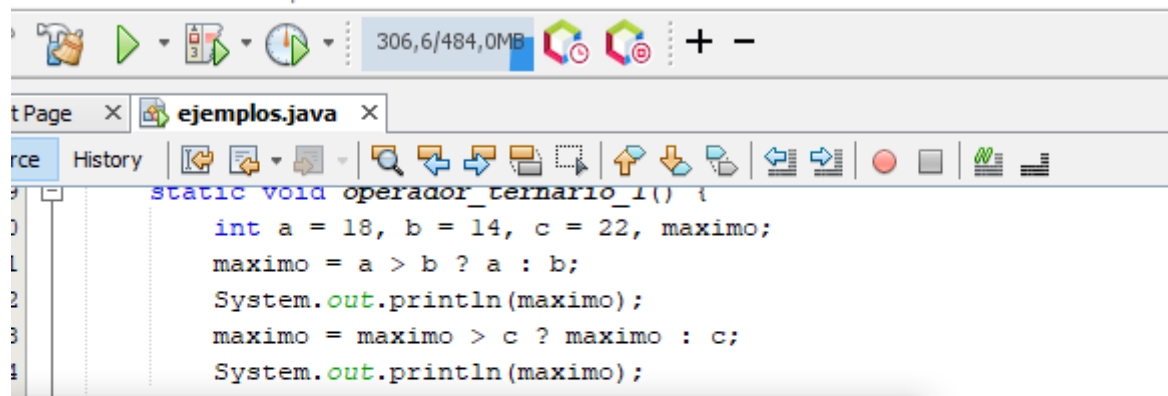 306,6/484,0MB
t Page ejemplos.java
rce History
static void operador_ternario_1() {
int a = 18, b = 14, c = 22, maximo;
maximo = a > b ? a : b;
System.out.println(maximo);
maximo = maximo > c ? maximo : c;
System.out.println(maximo);